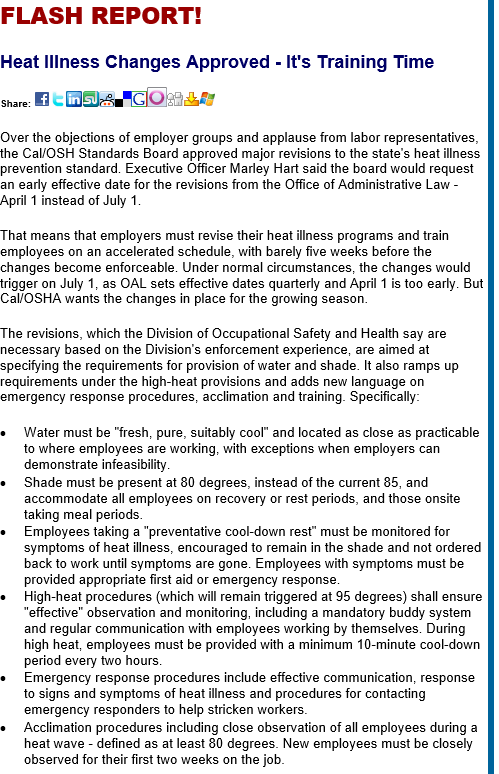 FLASH REPORT!
Heat Illness Changes Approved - It's Training Time
Share:
Over the objections of employer groups and applause from labor representatives,
the Cal/OSH Standards Board approved major revisions to the state's heat illness
prevention standard. Executive Officer Marley Hart said the board would request
an early effective date for the revisions from the Office of Administrative Law -
April 1 instead of July 1.
That means that employers must revise their heat illness programs and train
employees on an accelerated schedule, with barely five weeks before the
changes become enforceable. Under normal circumstances, the changes would
trigger on July 1, as OAL sets effective dates quarterly and April 1 is too early. But
Cal/OSHA wants the changes in place for the growing season.
The revisions, which the Division of Occupational Safety and Health say are
necessary based on the Division's enforcement experience, are aimed at
specifying the requirements for provision of water and shade. It also ramps up
requirements under the high-heat provisions and adds new language on
emergency response procedures, acclimation and training. Specifically:
• Water must be "fresh, pure, suitably cool" and located as close as practicable
to where employees are working, with exceptions when employers can
demonstrate infeasibility.
• Shade must be present at 80 degrees, instead of the current 85, and
accommodate all employees on recovery or rest periods, and those onsite
taking meal periods.
• Employees taking a "preventative cool-down rest" must be monitored for
symptoms of heat illness, encouraged to remain in the shade and not ordered
back to work until symptoms are gone. Employees with symptoms must be
provided appropriate first aid or emergency response.
• High-heat procedures (which will remain triggered at 95 degrees) shall ensure
"effective" observation and monitoring, including a mandatory buddy system
and regular communication with employees working by themselves. During
high heat, employees must be provided with a minimum 10-minute cool-down
period every two hours.
• Emergency response procedures include effective communication, response
to signs and symptoms of heat illness and procedures for contacting
emergency responders to help stricken workers.
• Acclimation procedures including close observation of all employees during a
heat wave - defined as at least 80 degrees. New employees must be closely
observed for their first two weeks on the job.